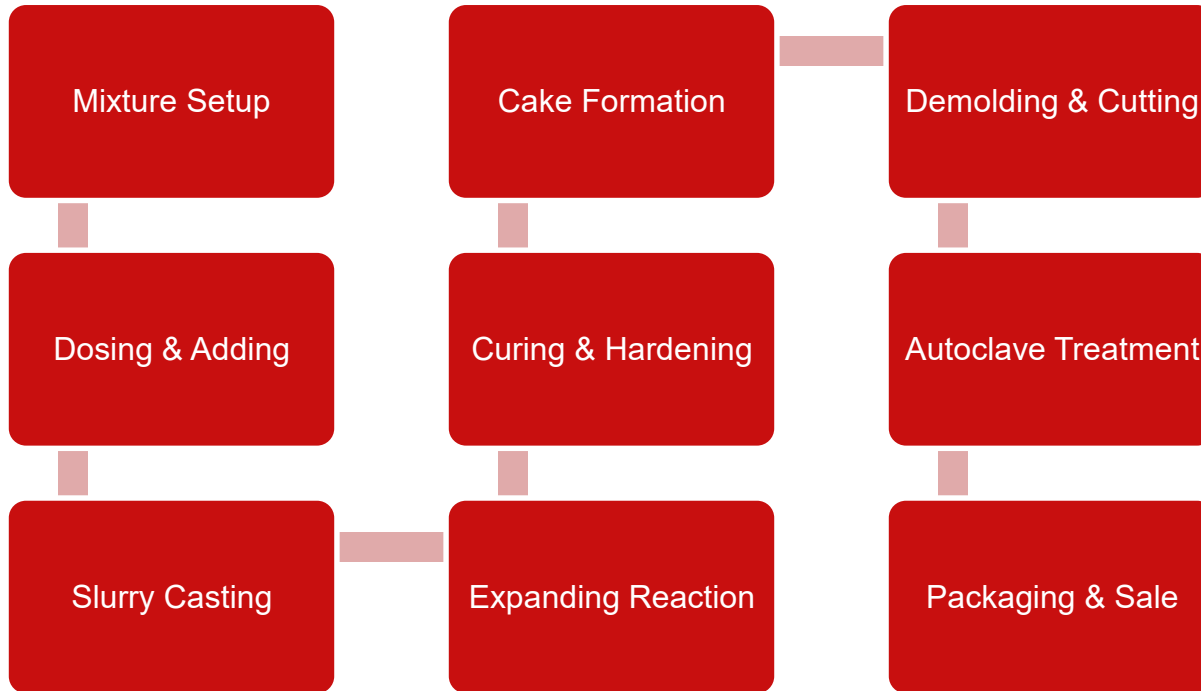 Mixture Setup
Dosing & Adding
Slurry Casting
Expanding Reaction
Curing & Hardening
Cake Formation
Demolding & Cutting
Autoclave Treatment
Packaging & Sale